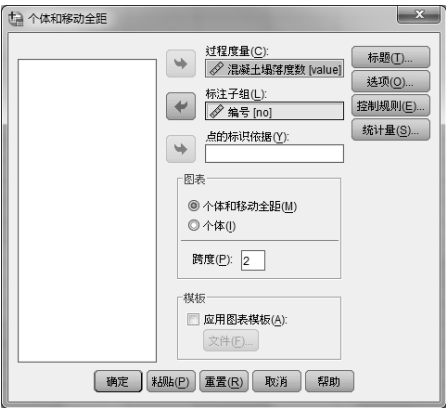 个体和移动全距
过程度量(C):
混凝土塌落度数 [value]
标注子组(L):
编号 [no]
点的标识依据(Y):
标题(T)...
选项(O)...
控制规则(E)...
统计量(S)...
图表
个体和移动全距(M)
个体(I)
跨度(P): 2
模板
应用图表模板(A):
文件(F)...
确定 粘贴(P) 重置(R) 取消 帮助